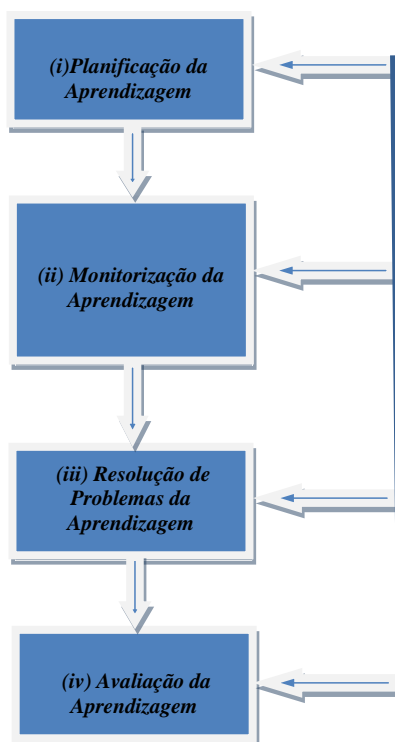 (i)Planificação da
Aprendizagem
(ii) Monitorização da
Aprendizagem
(iii) Resolução de
Problemas da
Aprendizagem
(iv) Avaliação da
Aprendizagem